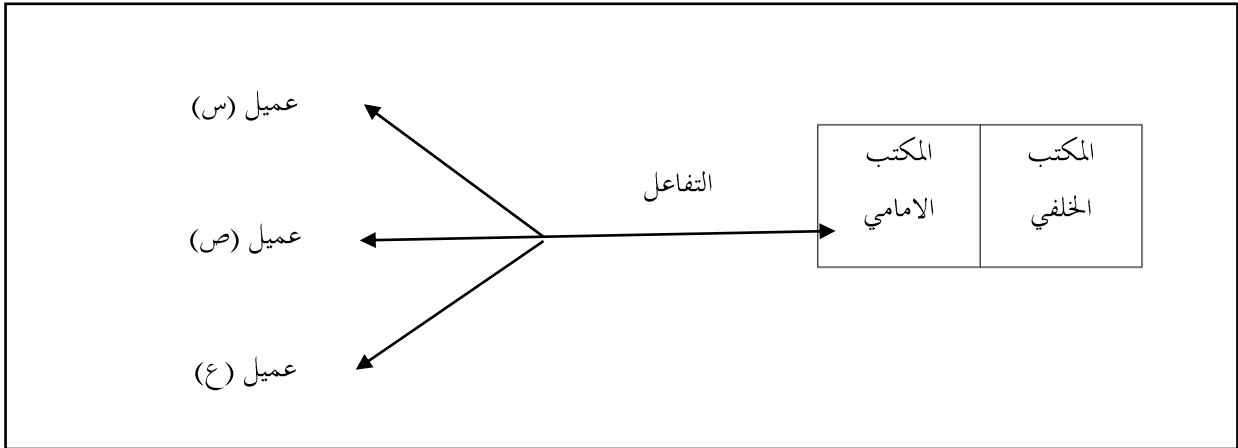 المكتب
الخلفي
المكتب
الامامي
التفاعل
عميل (س)
عميل (ص)
عميل (ع)